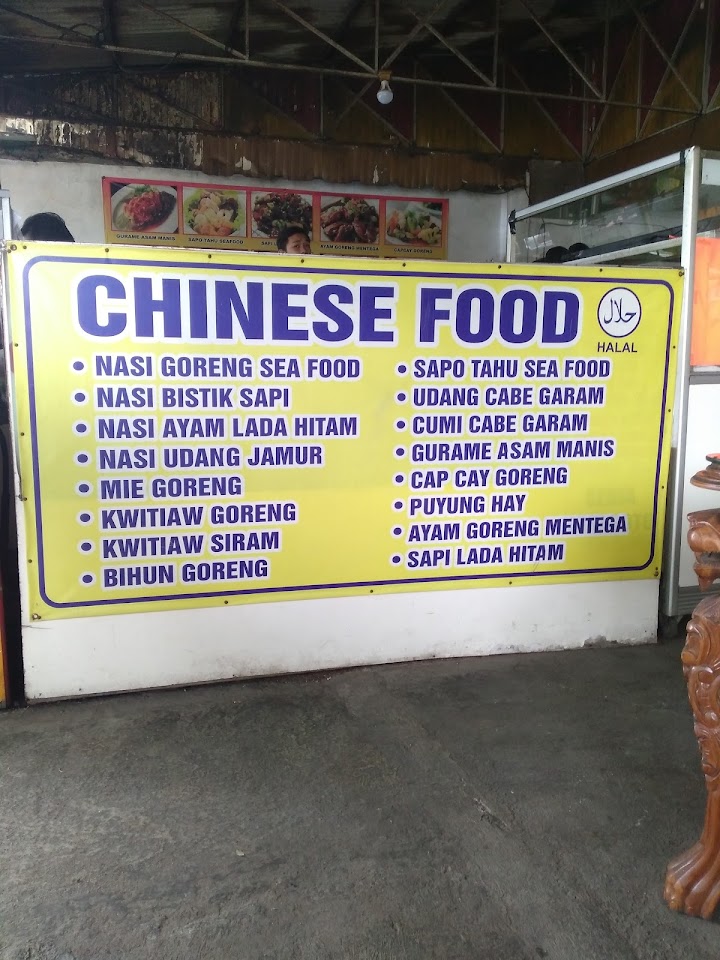 GURAME ASAM MANIS
SAPO TAHU SEAFOOD
AYAM GORENG MENTEGA
CAPCAY GORENG
CHINESE FOOD
حلال
HALAL
• NASI GORENG SEA FOOD
• NASI BISTIK SAPI
• NASI AYAM LADA HITAM
• NASI UDANG JAMUR
• MIE GORENG
• KWITIAW GORENG
• KWITIAW SIRAM
• BIHUN GORENG
• SAPO TAHU SEA FOOD
• UDANG CABE GARAM
• CUMI CABE GARAM
• GURAME ASAM MANIS
• CAP CAY GORENG
• PUYUNG HAY
• AYAM GORENG MENTEGA
• SAPI LADA HITAM